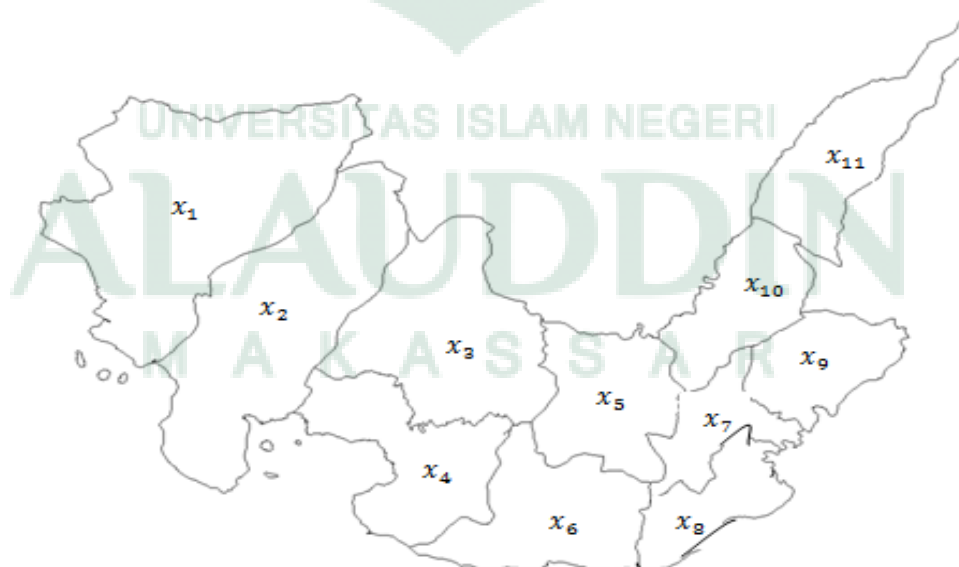 UNIVERSITAS ISLAM NEGERI
ALAUDDIN
M A K A S S A R
x₁
x₂
x₃
x₄
x₅
x₆
x₇
x₈
x₉
x₁₀
x₁₁